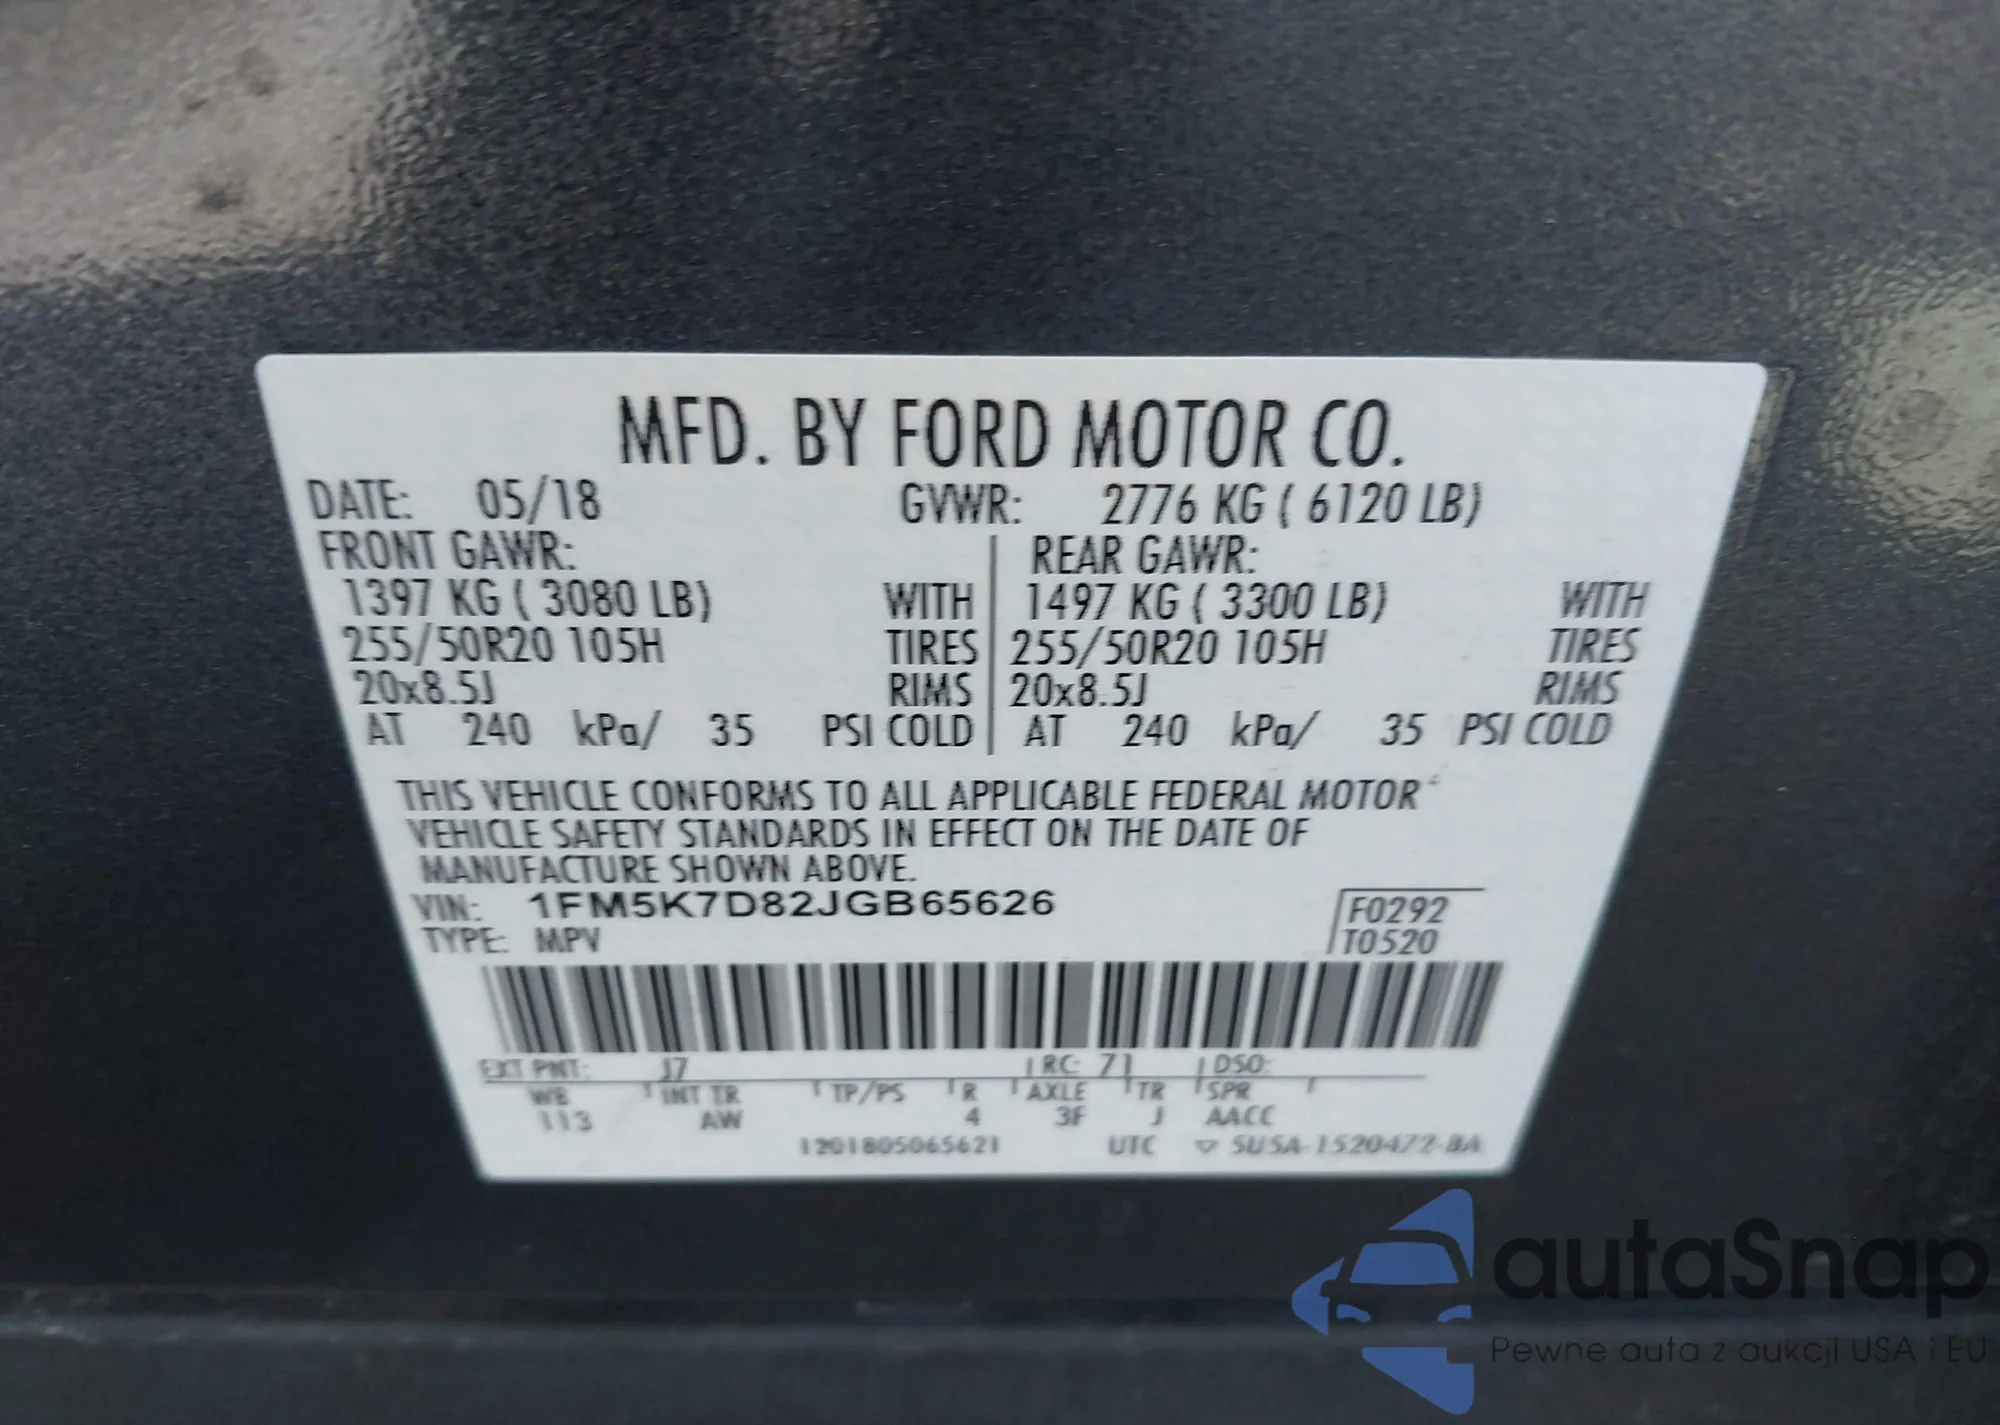 MFD. BY FORD MOTOR CO.
DATE: 05/18 GVWR: 2776 KG ( 6120 LB)
FRONT GAWR: REAR GAWR:
1397 KG ( 3080 LB) WITH 1497 KG ( 3300 LB) WITH
255/50R20 105H TIRES 255/50R20 105H TIRES
20x8.5J RIMS 20x8.5J RIMS
AT 240 kPa/ 35 PSI COLD AT 240 kPa/ 35 PSI COLD
THIS VEHICLE CONFORMS TO ALL APPLICABLE FEDERAL MOTOR
VEHICLE SAFETY STANDARDS IN EFFECT ON THE DATE OF
MANUFACTURE SHOWN ABOVE.
VIN: 1FM5K7D82JGB65626 F0292
TYPE: MPV T0520
EXT PNT: J7 RC: 71 DSO:
WB INT TR TP/PS R AXLE TR SPR
113 AW 4 3F J AACC
1201805065621 UTC ▽ 5U5A-1520472-BA
autaSnap
Pewne auta z aukcji USA i EU